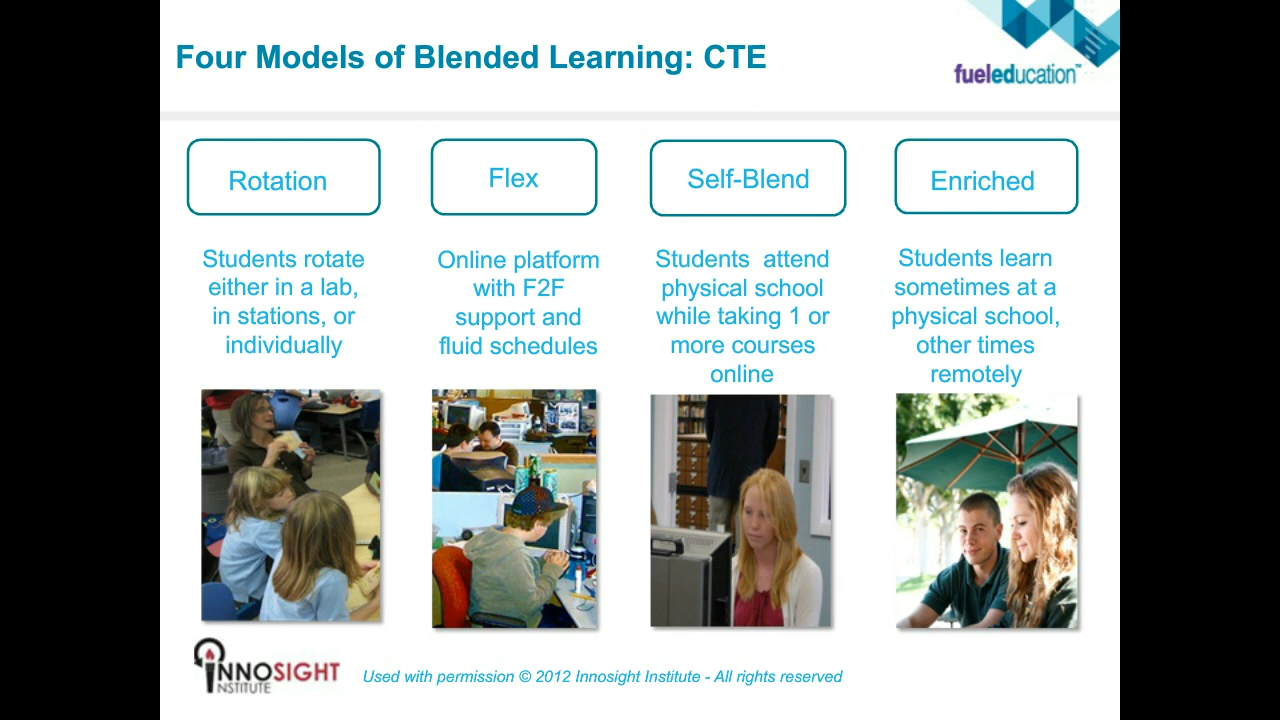 Four Models of Blended Learning: CTE
fueleducation™
Rotation
Flex
Self-Blend
Enriched
Students rotate
either in a lab,
in stations, or
individually
Online platform
with F2F
support and
fluid schedules
Students  attend
physical school
while taking 1 or
more courses
online
Students learn
sometimes at a
physical school,
other times
remotely
INNOSIGHT
INSTITUTE
Used with permission © 2012 Innosight Institute - All rights reserved